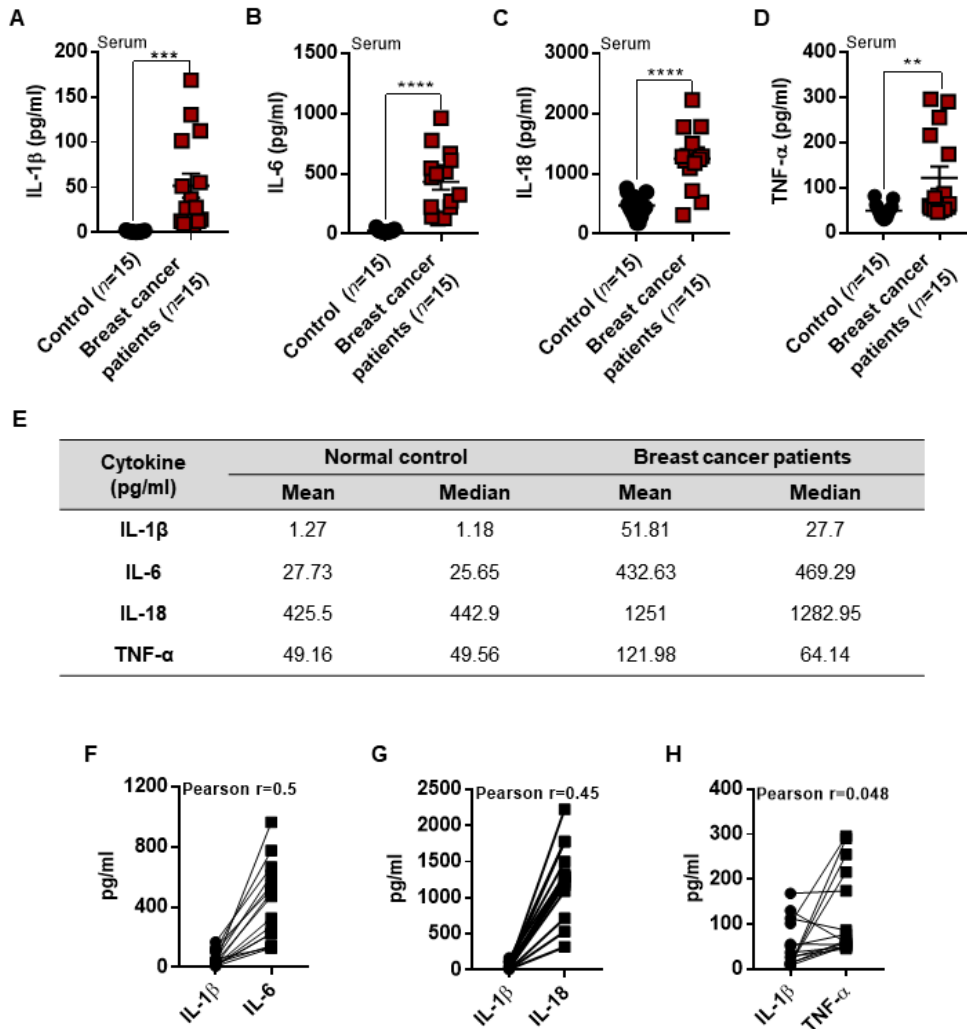 A
Serum
***
200
150
100
50
0
IL-1β (pg/ml)
Control (n=15)
Breast cancer
patients (n=15)
B
Serum
****
1500
1000
500
0
IL-6 (pg/ml)
Control (n=15)
Breast cancer
patients (n=15)
C
Serum
****
3000
2000
1000
0
IL-18 (pg/ml)
Control (n=15)
Breast cancer
patients (n=15)
D
Serum
**
400
300
200
100
0
TNF-α (pg/ml)
Control (n=15)
Breast cancer
patients (n=15)
E
Cytokine
(pg/ml)
Normal control Breast cancer patients
Mean Median Mean Median
IL-1β 1.27 1.18 51.81 27.7
IL-6 27.73 25.65 432.63 469.29
IL-18 425.5 442.9 1251 1282.95
TNF-α 49.16 49.56 121.98 64.14
F
Pearson r=0.5
1200
800
400
0
pg/ml
IL-1β
IL-6
G
Pearson r=0.45
2500
2000
1500
1000
500
0
pg/ml
IL-1β
IL-18
H
Pearson r=0.048
400
300
200
100
0
pg/ml
IL-1β
TNF-α